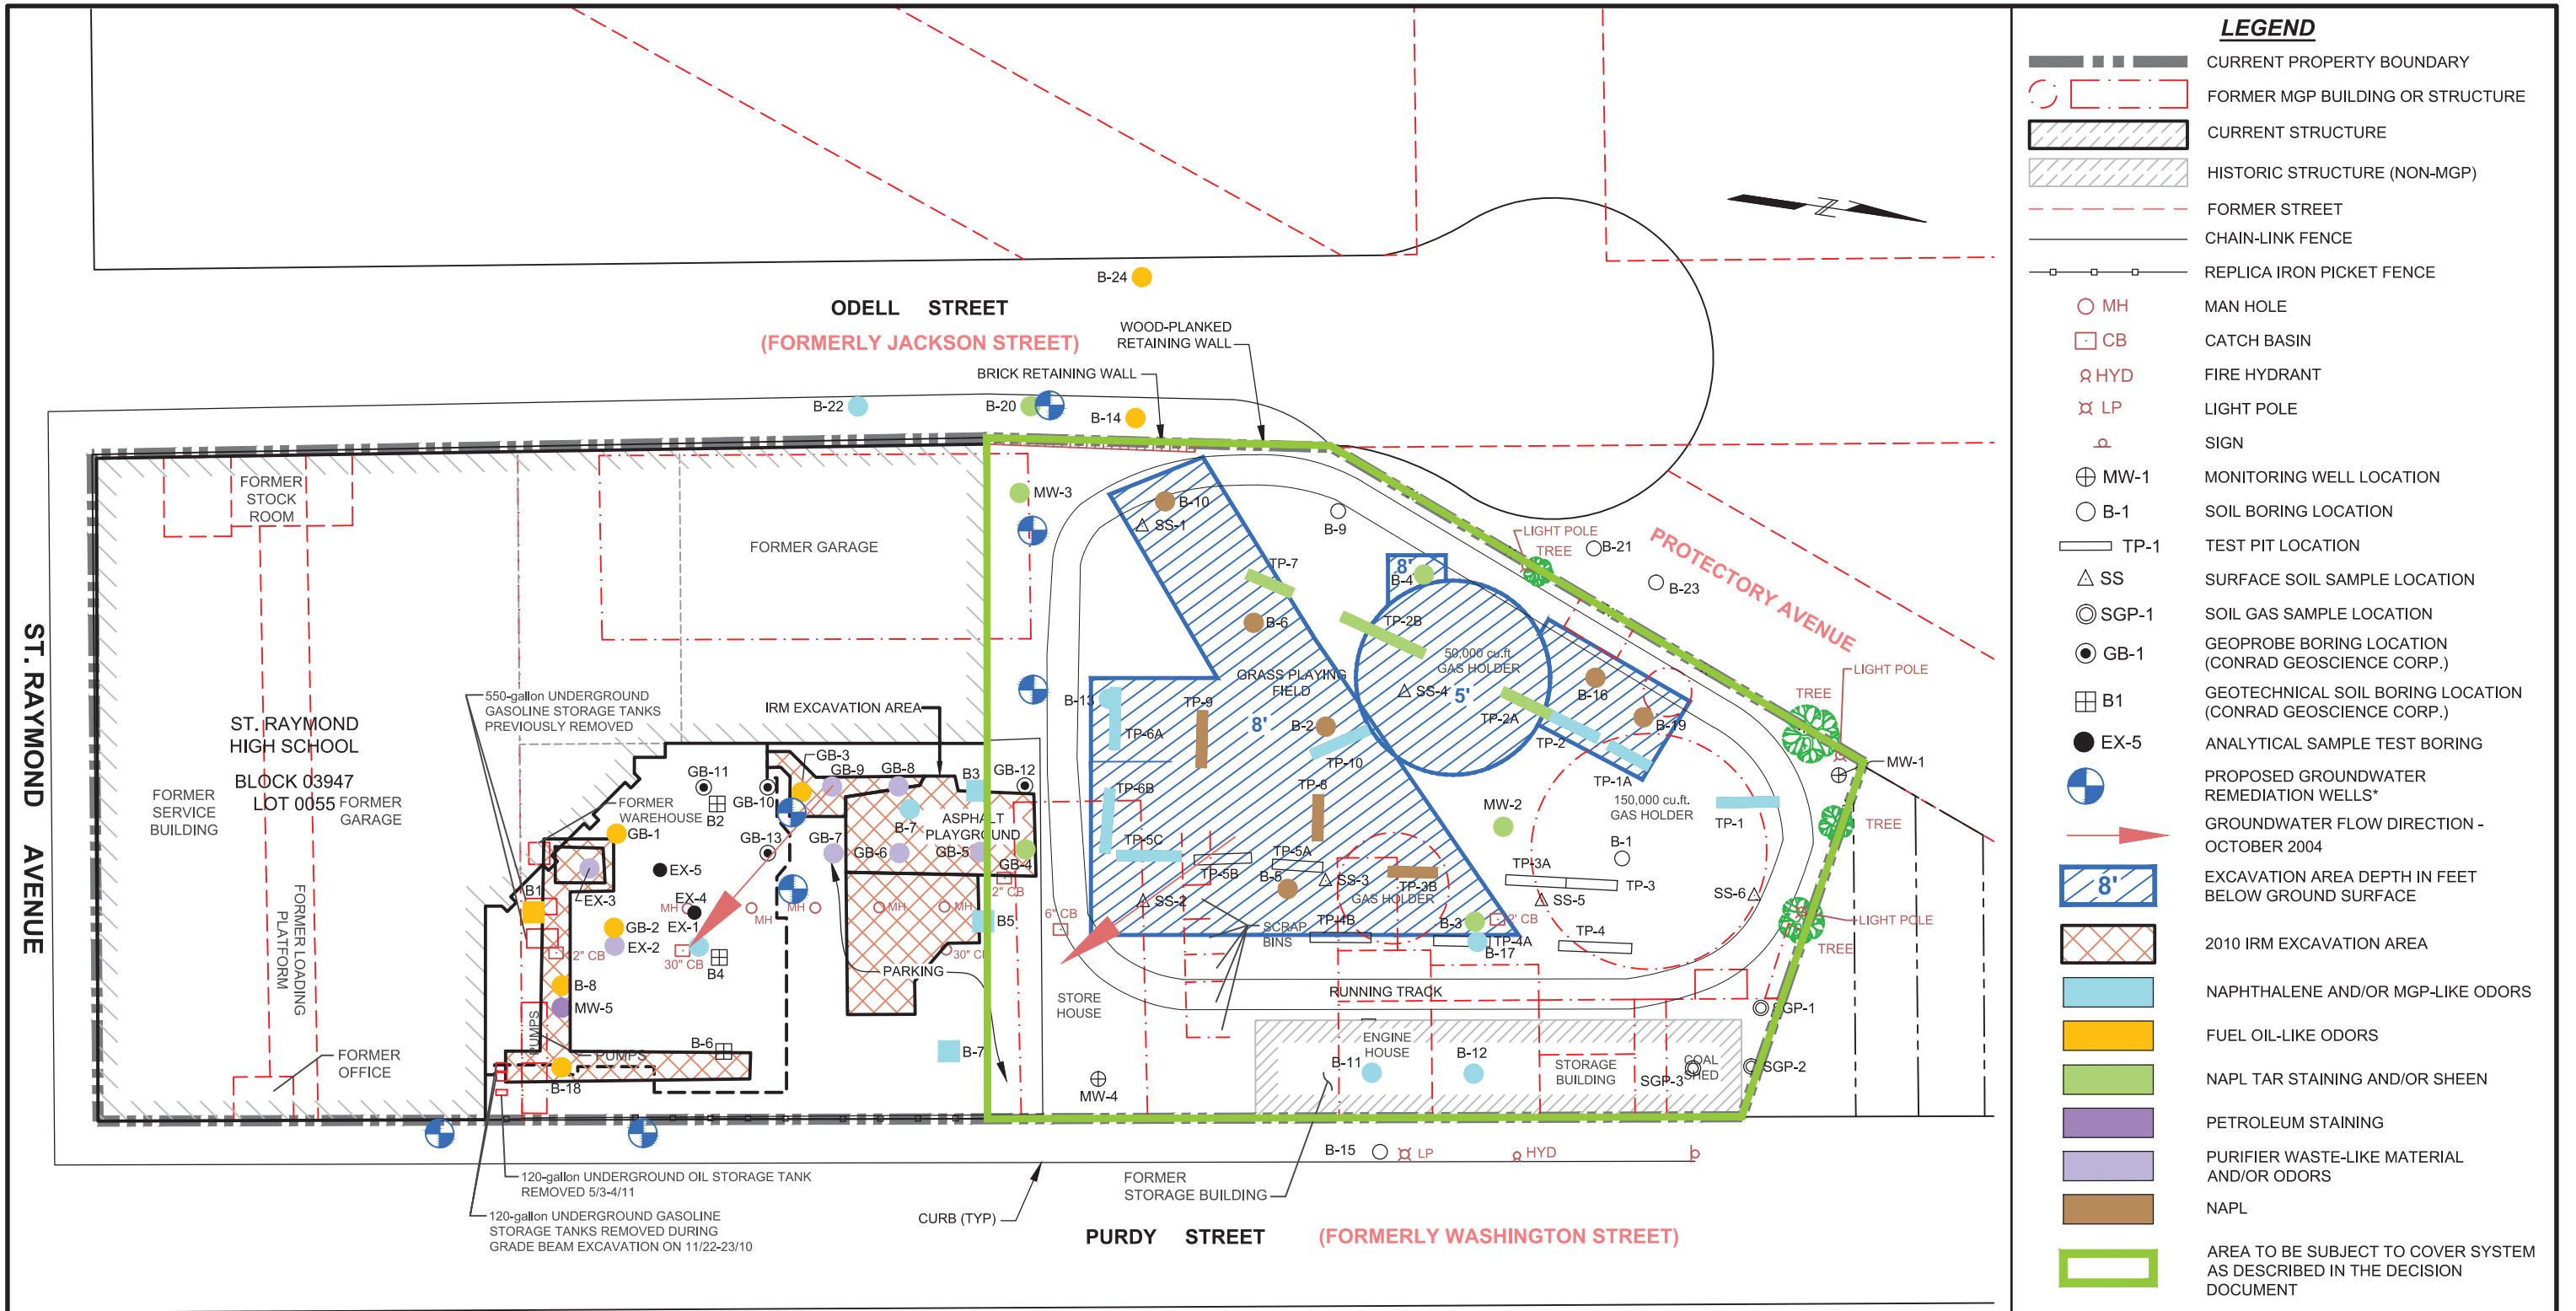 ODELL STREET
(FORMERLY JACKSON STREET)
B-24
WOOD-PLANKED
RETAINING WALL
BRICK RETAINING WALL
B-22
B-20
B-14
Z
ST. RAYMOND AVENUE
FORMER
STOCK
ROOM
FORMER GARAGE
MW-3
B-10
SS-1
B-9
LIGHT POLE
TREE
B-21
B-23
PROTECTORY AVENUE
TP-7
B-6
8'
B-4
TP-2B
50,000 cu.ft.
GAS HOLDER
SS-4
5'
B-16
B-19
LIGHT POLE
TREE
GRASS PLAYING
FIELD
8'
B-13
TP-6A
TP-9
B-2
TP-10
TP-2A
TP-2
TP-1A
MW-1
550-gallon UNDERGROUND
GASOLINE STORAGE TANKS
PREVIOUSLY REMOVED
IRM EXCAVATION AREA
ST. RAYMOND
HIGH SCHOOL
BLOCK 03947
LOT 0055
FORMER
SERVICE
BUILDING
FORMER
GARAGE
FORMER
WAREHOUSE
GB-11
B2
GB-10
GB-3
GB-9
GB-8
B3
GB-12
B-7
ASPHALT
PLAYGROUND
GB-1
GB-13
GB-7
GB-6
GB-5
GB-4
TP-6B
TP-5C
TP-5B
TP-8
TP-5A
B-5
SS-3
SS-2
TP-3B
GAS HOLDER
MW-2
150,000 cu.ft.
GAS HOLDER
TP-1
B-1
TP-3A
TP-3
SS-5
SS-6
TREE
LIGHT POLE
TREE
B1
EX-3
EX-5
EX-4
EX-1
MH
MH
MH
MH
MH
2" CB
B5
6" CB
GB-2
EX-2
2" CB
30" CB
B4
PARKING
SCRAP
BINS
TP-4B
B-3
2' CB
TP-4A
B-17
TP-4
B-8
MW-5
FORMER LOADING
PLATFORM
PUMPS
PUMPS
B-6
B-7
B-18
FORMER
OFFICE
STORE
HOUSE
RUNNING TRACK
MW-4
ENGINE
HOUSE
B-11
B-12
STORAGE
BUILDING
COAL
SHED
SGP-3
SGP-1
SGP-2
120-gallon UNDERGROUND OIL STORAGE TANK
REMOVED 5/3-4/11
120-gallon UNDERGROUND GASOLINE
STORAGE TANKS REMOVED DURING
GRADE BEAM EXCAVATION ON 11/22-23/10
CURB (TYP)
FORMER
STORAGE BUILDING
B-15
LP
HYD
PURDY STREET (FORMERLY WASHINGTON STREET)
LEGEND
CURRENT PROPERTY BOUNDARY
FORMER MGP BUILDING OR STRUCTURE
CURRENT STRUCTURE
HISTORIC STRUCTURE (NON-MGP)
FORMER STREET
CHAIN-LINK FENCE
REPLICA IRON PICKET FENCE
MH MAN HOLE
CB CATCH BASIN
HYD FIRE HYDRANT
LP LIGHT POLE
SIGN
MW-1 MONITORING WELL LOCATION
B-1 SOIL BORING LOCATION
TP-1 TEST PIT LOCATION
SS SURFACE SOIL SAMPLE LOCATION
SGP-1 SOIL GAS SAMPLE LOCATION
GB-1 GEOPROBE BORING LOCATION
(CONRAD GEOSCIENCE CORP.)
B1 GEOTECHNICAL SOIL BORING LOCATION
(CONRAD GEOSCIENCE CORP.)
EX-5 ANALYTICAL SAMPLE TEST BORING
PROPOSED GROUNDWATER
REMEDIATION WELLS*
GROUNDWATER FLOW DIRECTION -
OCTOBER 2004
8' EXCAVATION AREA DEPTH IN FEET
BELOW GROUND SURFACE
2010 IRM EXCAVATION AREA
NAPHTHALENE AND/OR MGP-LIKE ODORS
FUEL OIL-LIKE ODORS
NAPL TAR STAINING AND/OR SHEEN
PETROLEUM STAINING
PURIFIER WASTE-LIKE MATERIAL
AND/OR ODORS
NAPL
AREA TO BE SUBJECT TO COVER SYSTEM
AS DESCRIBED IN THE DECISION
DOCUMENT